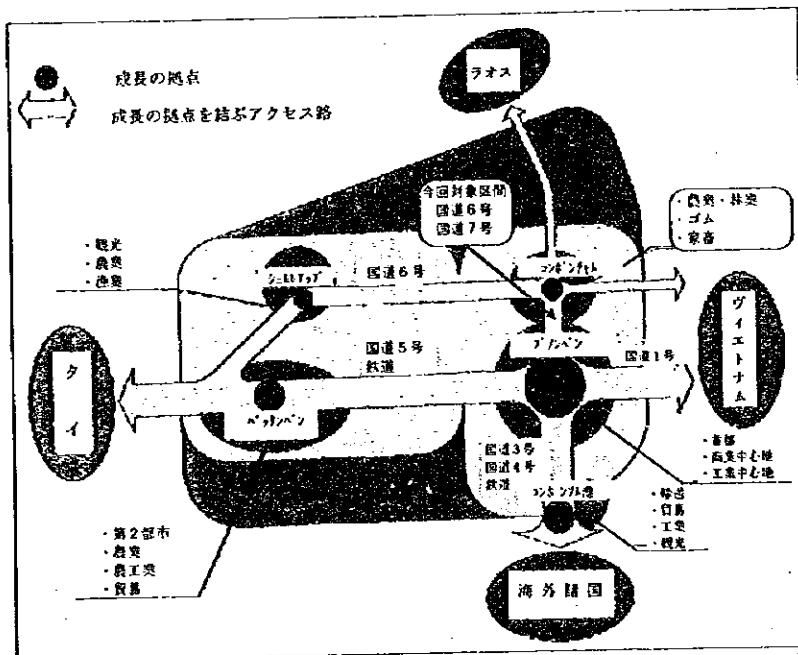 成長の拠点
成長の拠点を結ぶアクセス路
ラオス
今回対象区間
国道6号
国道7号
・農業・林業
・ゴム
・家畜
・観光
・農業
・漁業
シェムリアップ
国道6号
コンポンチャム
ヴィエトナム
タイ
国道5号
鉄道
プノンペン
国道1号
バッタンバン
国道3号
国道4号
鉄道
・首都
・商業中心地
・工業中心地
・第2都市
・農業
・農工業
・貿易
・輸出
・貿易
・工業
・観光
海外諸国